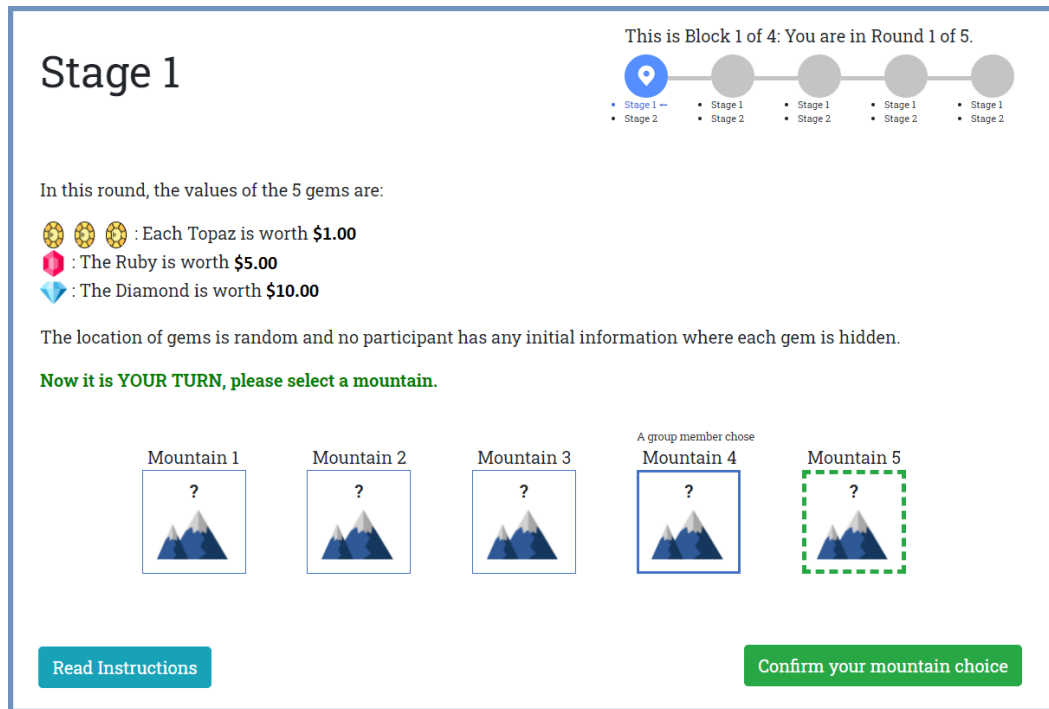 This is Block 1 of 4: You are in Round 1 of 5.
Stage 1
Stage 1 ←
Stage 2
Stage 1
Stage 2
Stage 1
Stage 2
Stage 1
Stage 2
Stage 1
Stage 2
In this round, the values of the 5 gems are:
: Each Topaz is worth $1.00
: The Ruby is worth $5.00
: The Diamond is worth $10.00
The location of gems is random and no participant has any initial information where each gem is hidden.
Now it is YOUR TURN, please select a mountain.
Mountain 1
?
Mountain 2
?
Mountain 3
?
A group member chose
Mountain 4
?
Mountain 5
?
Read Instructions
Confirm your mountain choice